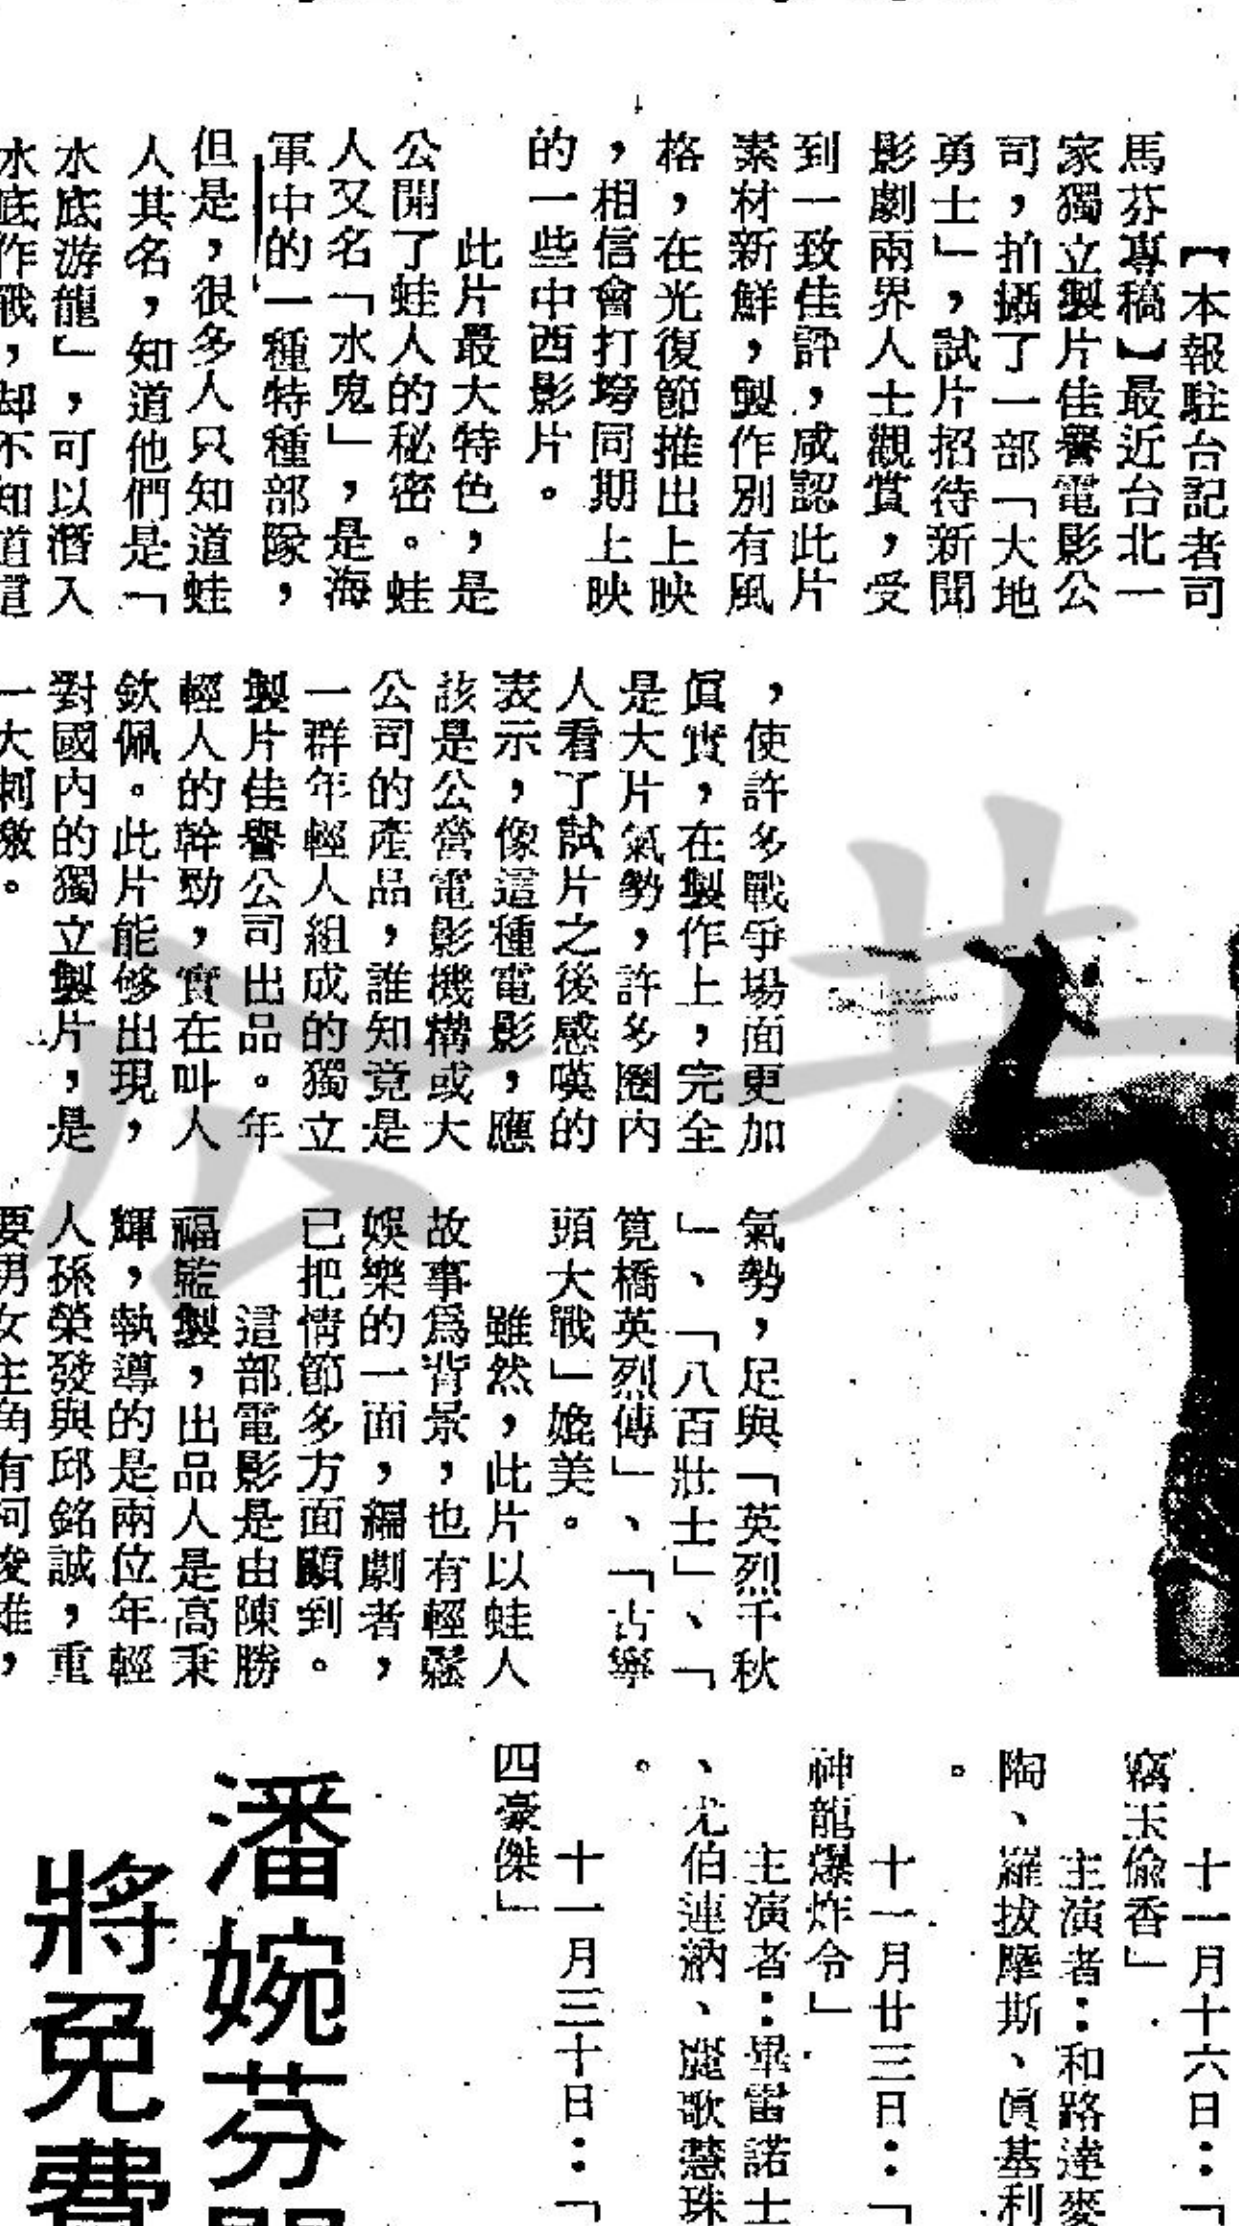 【本報駐台記者司
馬芬專稿】最近台北一
家獨立製片佳譽電影公
司，拍攝了一部「大地
勇士」，試片招待新聞
影劇兩界人士觀賞，受
到一致佳評，咸認此片
素材新鮮，製作別有風
格，在光復節推出上映
，相信會打垮同期上映
的一些中西影片。
此片最大特色，是
公開了蛙人的秘密。蛙
人又名「水鬼」，是海
軍中的一種特種部隊，
但是，很多人只知道蛙
人其名，知道他們是「
水底游龍」，可以潛入
水底作戰，却不知道電
，使許多戰爭場面更加
眞實，在製作上，完全
是大片氣勢，許多圈內
人看了試片之後感嘆的
表示，像這種電影，應
該是公營電影機構或大
公司的產品，誰知竟是
一群年輕人組成的獨立
製片佳譽公司出品。年
輕人的幹勁，實在叫人
欽佩。此片能够出現，
對國內的獨立製片，是
一大刺激。
氣勢，足與「英烈千秋
」、「八百壯士」、「
筧橋英烈傳」、「古寧
頭大戰」媲美。
雖然，此片以蛙人
故事爲背景，也有輕鬆
娛樂的一面，編劇者，
已把情節多方面顧到。
這部電影是由陳勝
福監製，出品人是高秉
輝，執導的是兩位年輕
人孫榮發與邱銘誠，重
要男女主角有柯俊雄，
十一月十六日：「
竊玉偷香」
主演者：和路達麥
陶、羅拔摩斯、眞基利
。
十一月廿三日：「
神龍爆炸令」
主演者：畢雷諾士
、尤伯連納、麗歌慧珠
。
十一月三十日：「
四豪傑」
潘婉芬
將免費
公共